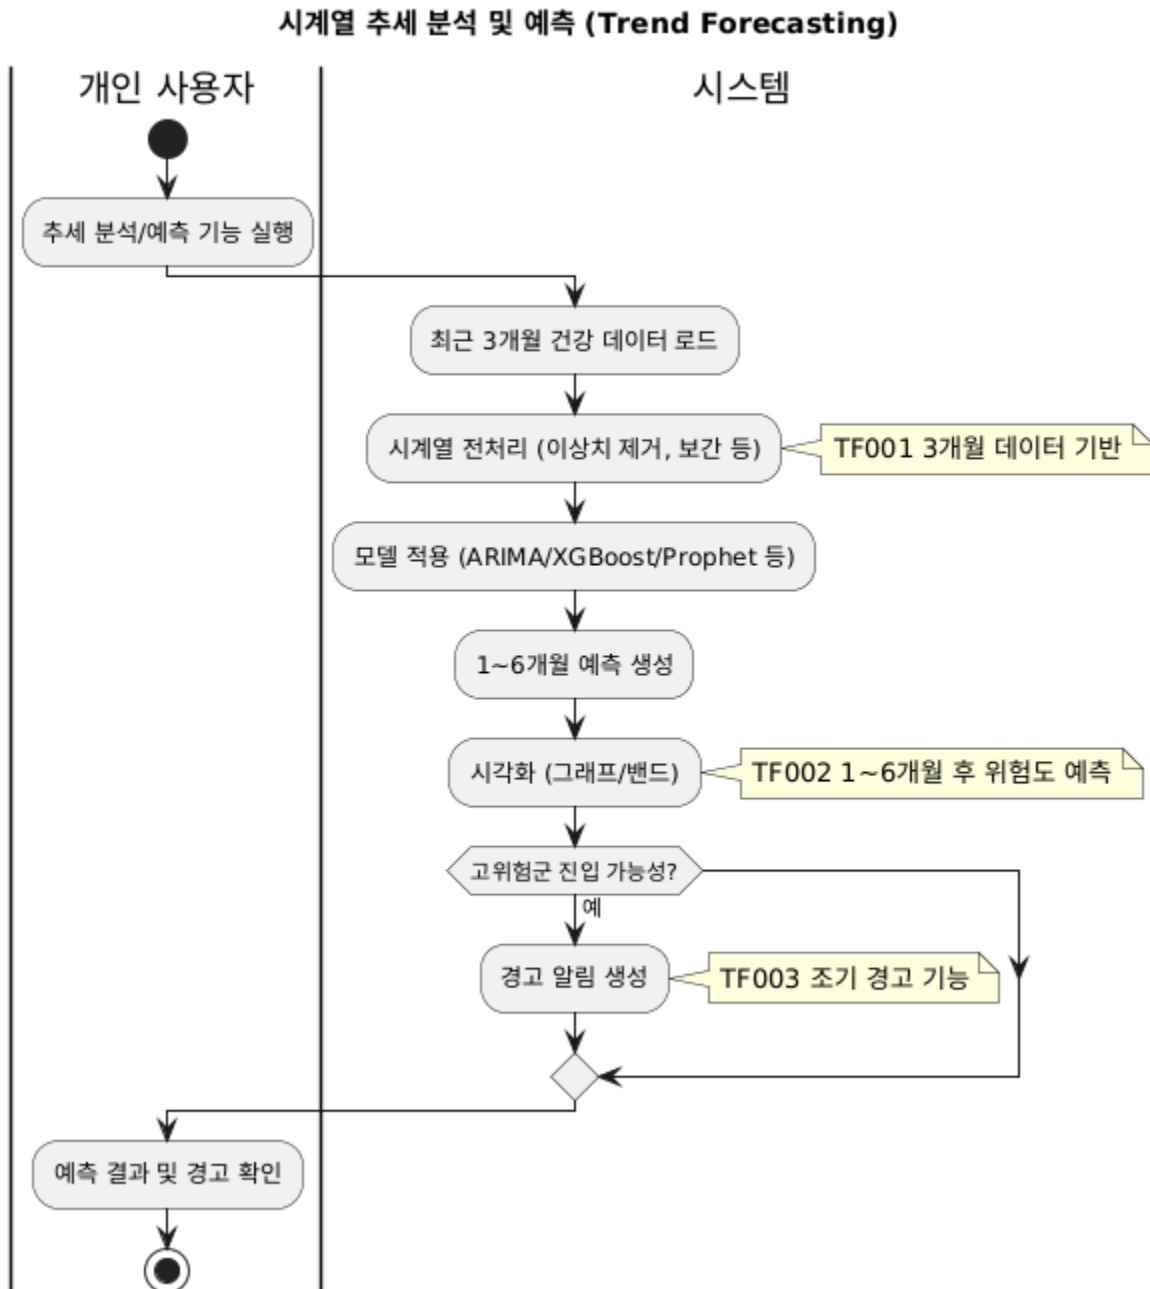 시계열 추세 분석 및 예측 (Trend Forecasting)
개인 사용자
시스템
추세 분석/예측 기능 실행
최근 3개월 건강 데이터 로드
시계열 전처리 (이상치 제거, 보간 등)
TF001 3개월 데이터 기반
모델 적용 (ARIMA/XGBoost/Prophet 등)
1~6개월 예측 생성
시각화 (그래프/밴드)
TF002 1~6개월 후 위험도 예측
고위험군 진입 가능성?
예
경고 알림 생성
TF003 조기 경고 기능
예측 결과 및 경고 확인